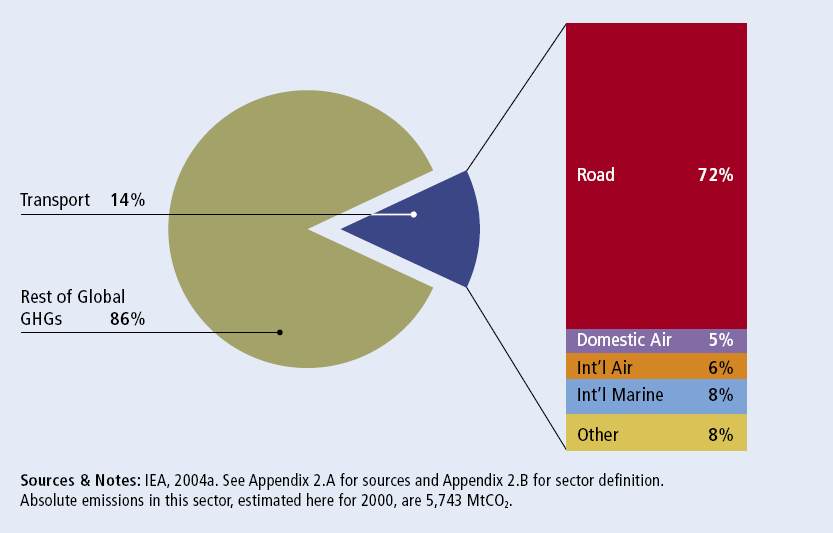 Transport 14%
Rest of Global
GHGs 86%
Road 72%
Domestic Air 5%
Int'l Air 6%
Int'l Marine 8%
Other 8%
Sources & Notes: IEA, 2004a. See Appendix 2.A for sources and Appendix 2.B for sector definition.
Absolute emissions in this sector, estimated here for 2000, are 5,743 MtCO₂.